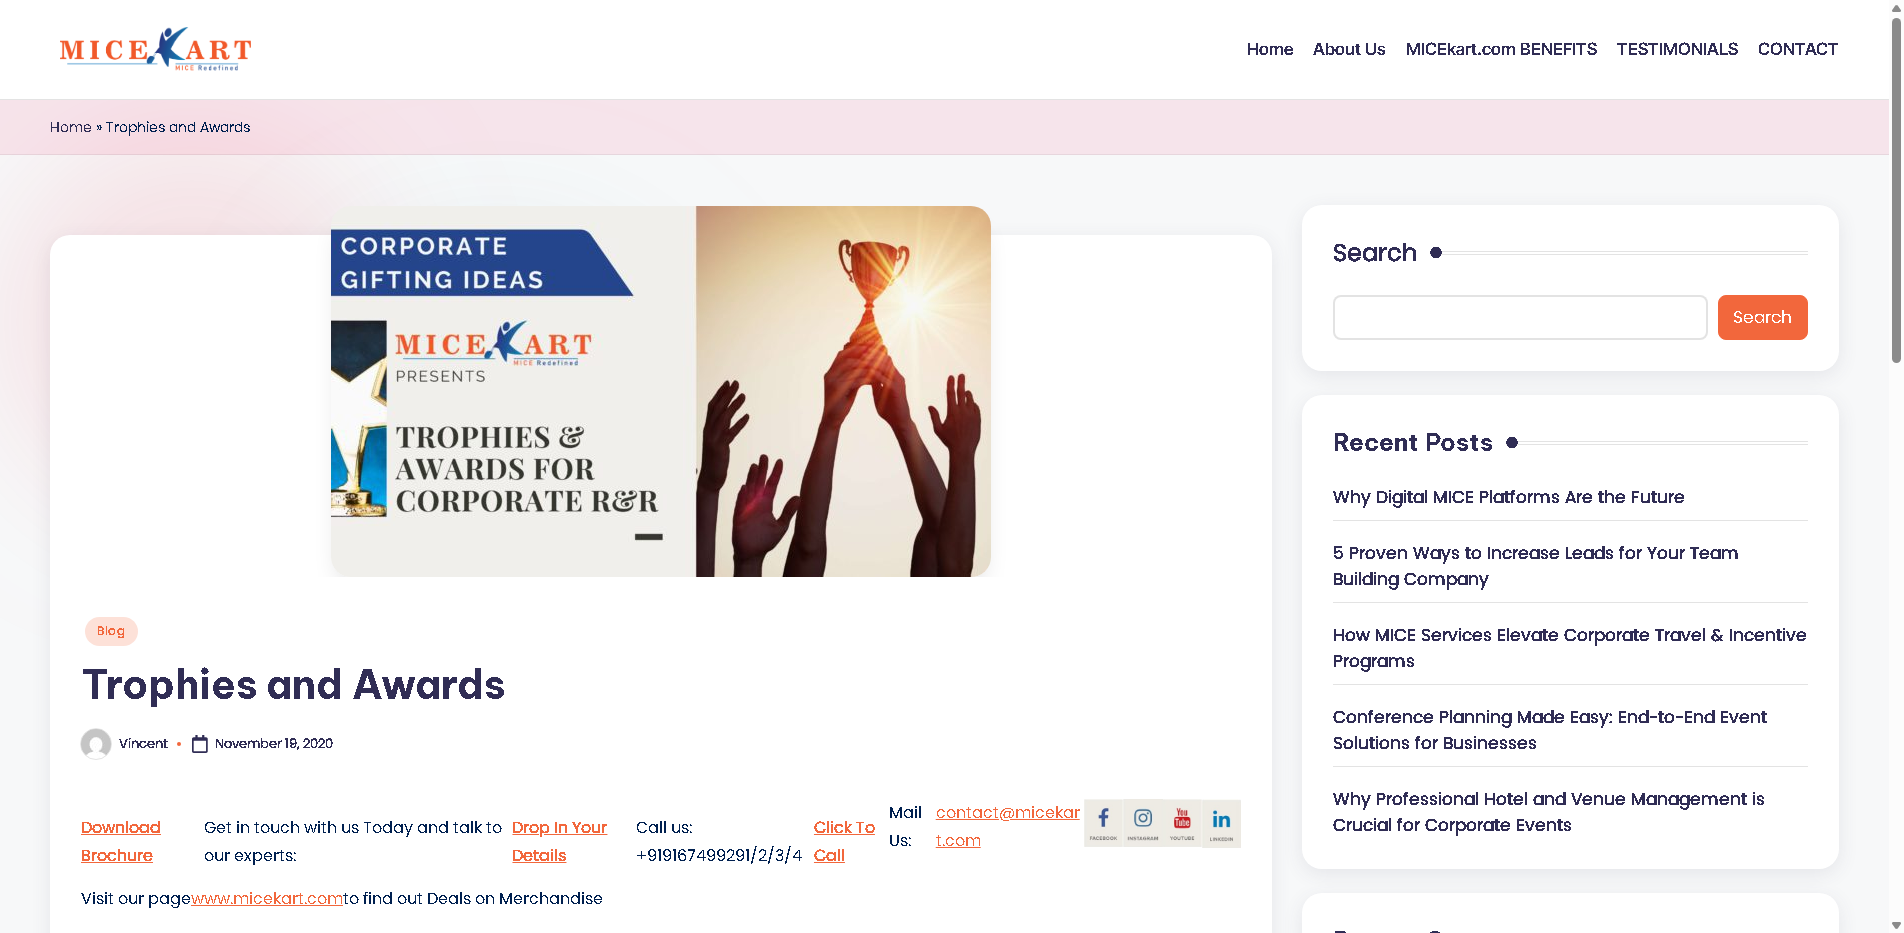 MICEKART
MICE Redefined
Home About Us MICEkart.com BENEFITS TESTIMONIALS CONTACT
Home » Trophies and Awards
CORPORATE
GIFTING IDEAS
MICEKART
MICE Redefined
PRESENTS
TROPHIES &
AWARDS FOR
CORPORATE R&R
Blog
Trophies and Awards
Vincent • November 19, 2020
Download
Brochure
Get in touch with us Today and talk to
our experts:
Drop In Your
Details
Call us:
+919167499291/2/3/4
Click To
Call
Mail
Us:
contact@micekar
t.com
FACEBOOK
INSTAGRAM
You
Tube
YOUTUBE
in
LINKEDIN
Visit our pagewww.micekart.comto find out Deals on Merchandise
Search
Search
Recent Posts
Why Digital MICE Platforms Are the Future
5 Proven Ways to Increase Leads for Your Team
Building Company
How MICE Services Elevate Corporate Travel & Incentive
Programs
Conference Planning Made Easy: End-to-End Event
Solutions for Businesses
Why Professional Hotel and Venue Management is
Crucial for Corporate Events